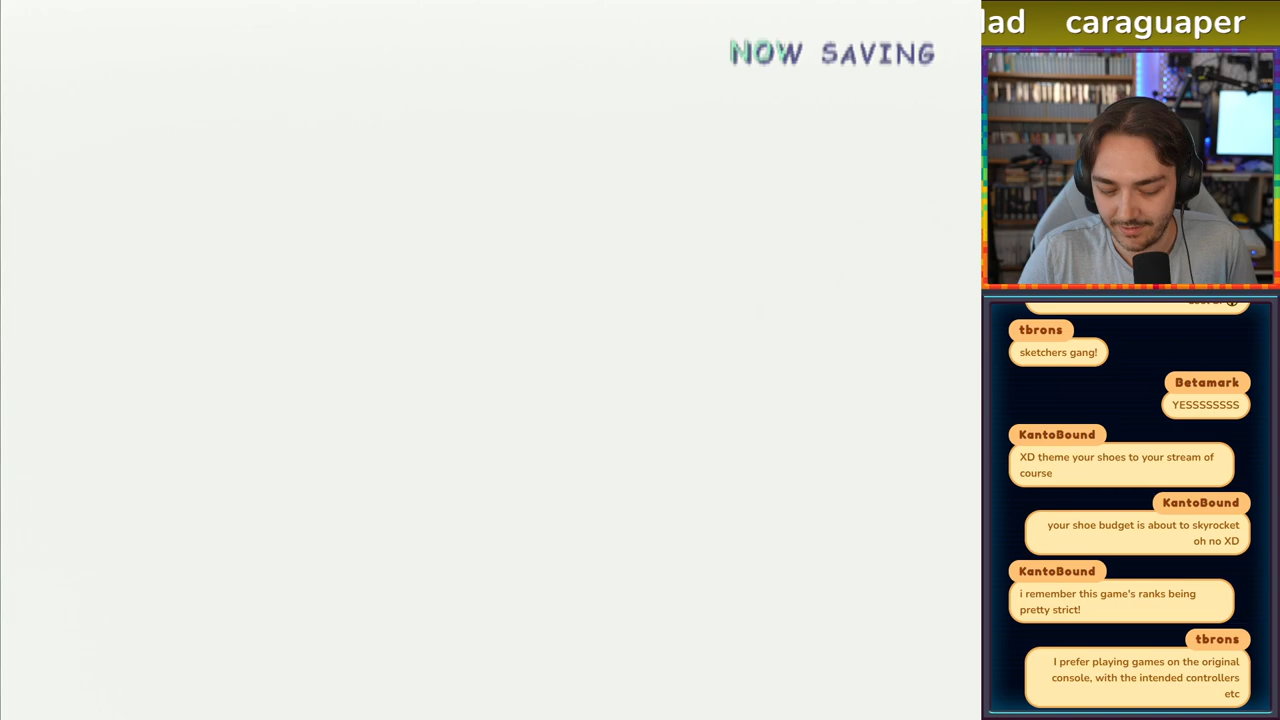 NOW SAVING
lad caraguaper
tbrons
sketchers gang!
Betamark
YESSSSSSSS
KantoBound
XD theme your shoes to your stream of
course
KantoBound
your shoe budget is about to skyrocket
oh no XD
KantoBound
i remember this game's ranks being
pretty strict!
tbrons
I prefer playing games on the original
console, with the intended controllers
etc